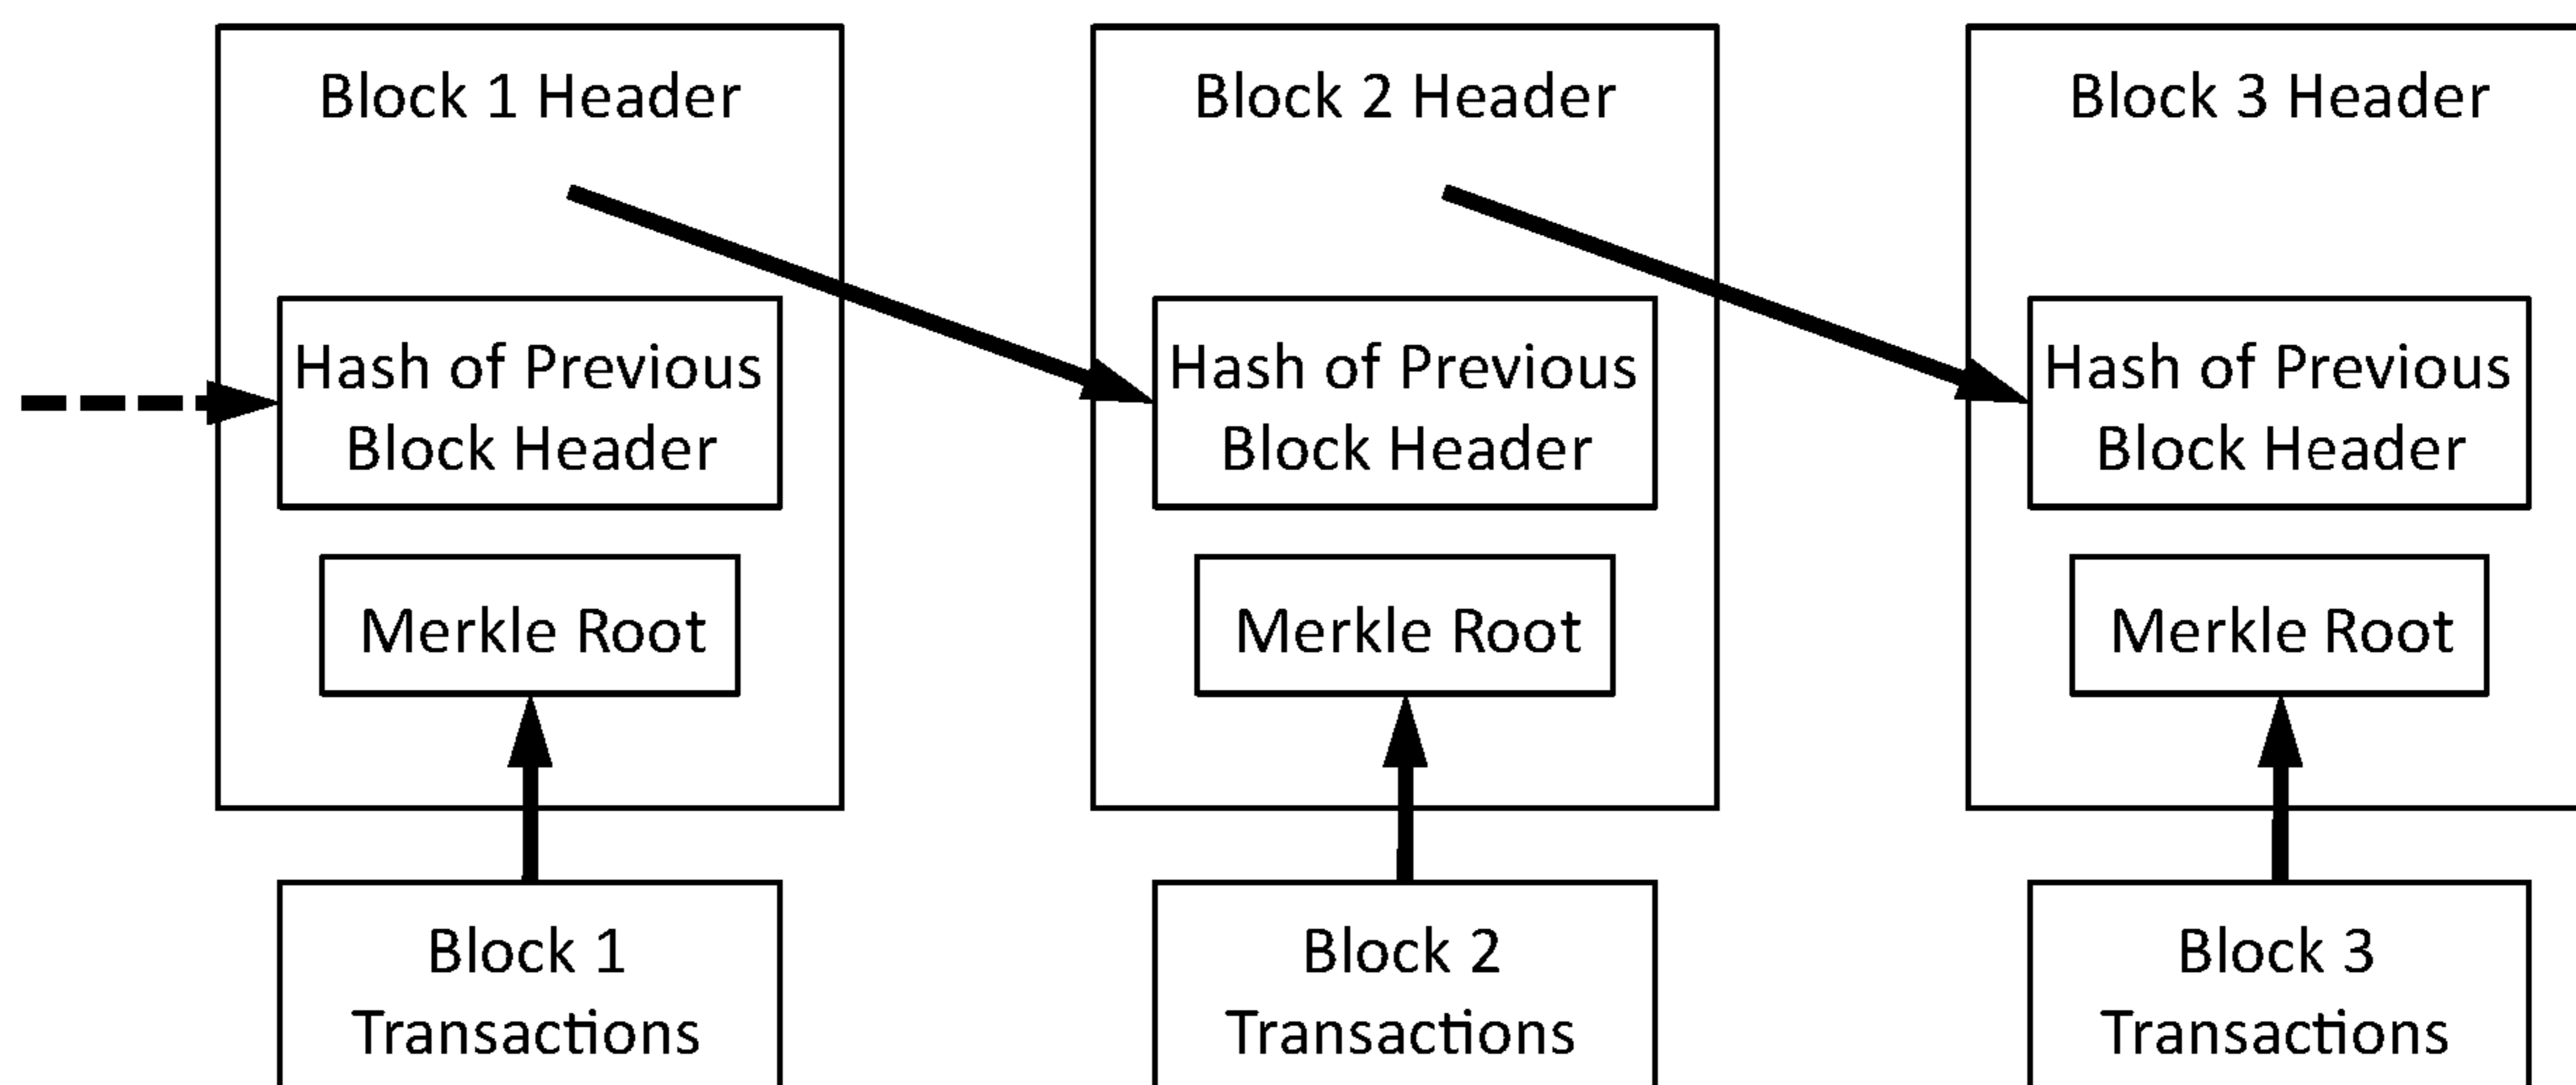 Block 1 Header
Block 2 Header
Block 3 Header
Hash of Previous
Block Header
Hash of Previous
Block Header
Hash of Previous
Block Header
Merkle Root
Merkle Root
Merkle Root
Block 1
Transactions
Block 2
Transactions
Block 3
Transactions